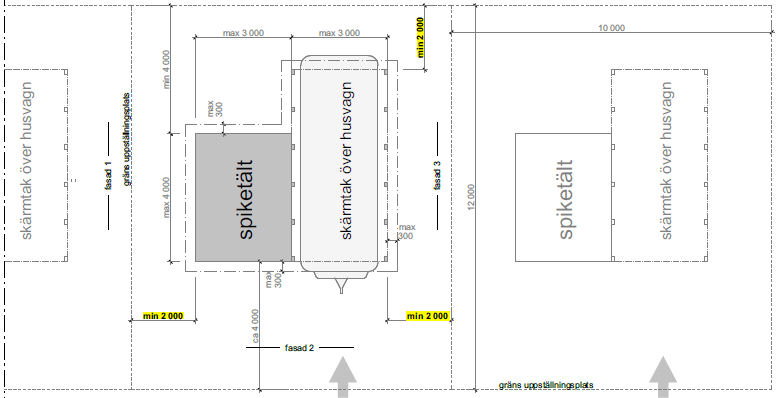 max 3 000
max 3 000
min 2 000
10 000
min 4 000
max
300
skärmtak över husvagn
fasad 1
gräns uppställningsplats
max 4 000
spiketält
skärmtak över husvagn
fasad 3
12 000
max
300
max
300
spiketält
skärmtak över husvagn
min 2 000
ca 4 000
min 2 000
fasad 2
gräns uppställningsplats